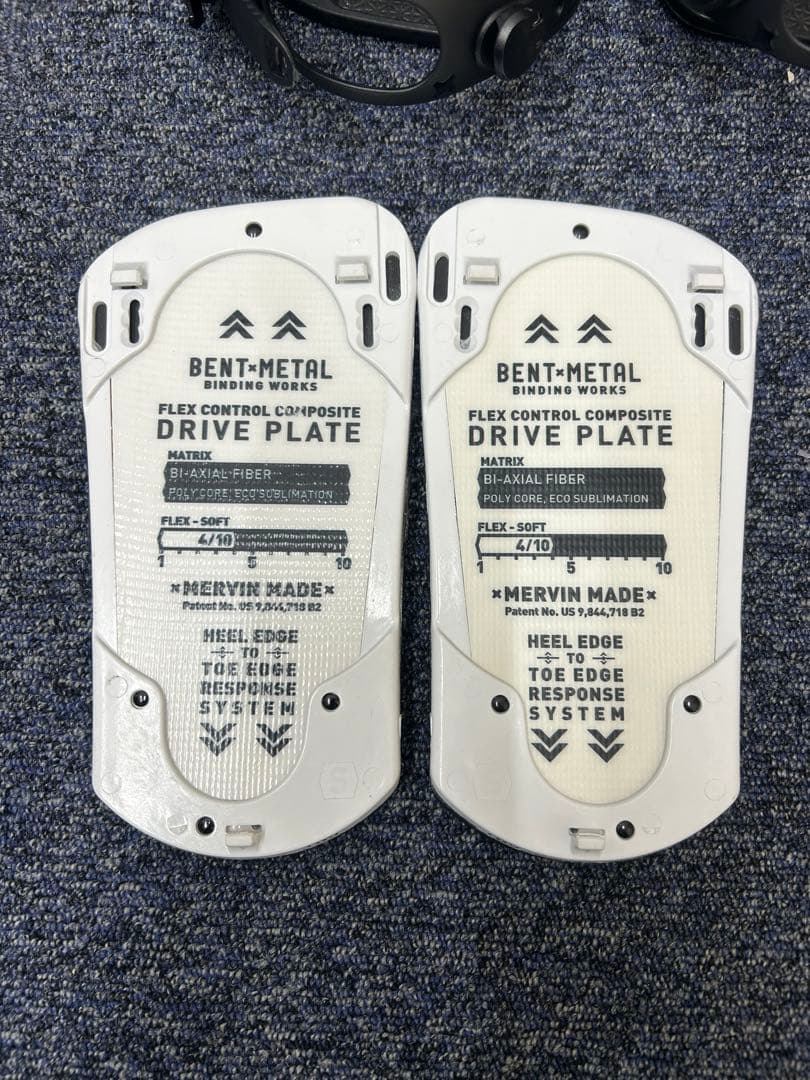 BENT×METAL
BINDING WORKS
FLEX CONTROL COMPOSITE
DRIVE PLATE
MATRIX
BI-AXIAL FIBER
POLY CORE, ECO SUBLIMATION
FLEX - SOFT
4/10
1 5 10
×MERVIN MADE×
Patent No. US 9,844,718 B2
HEEL EDGE
TO
TOE EDGE
RESPONSE
SYSTEM
BENT×METAL
BINDING WORKS
FLEX CONTROL COMPOSITE
DRIVE PLATE
MATRIX
BI-AXIAL FIBER
POLY CORE, ECO SUBLIMATION
FLEX - SOFT
4/10
1 5 10
×MERVIN MADE×
Patent No. US 9,844,718 B2
HEEL EDGE
TO
TOE EDGE
RESPONSE
SYSTEM